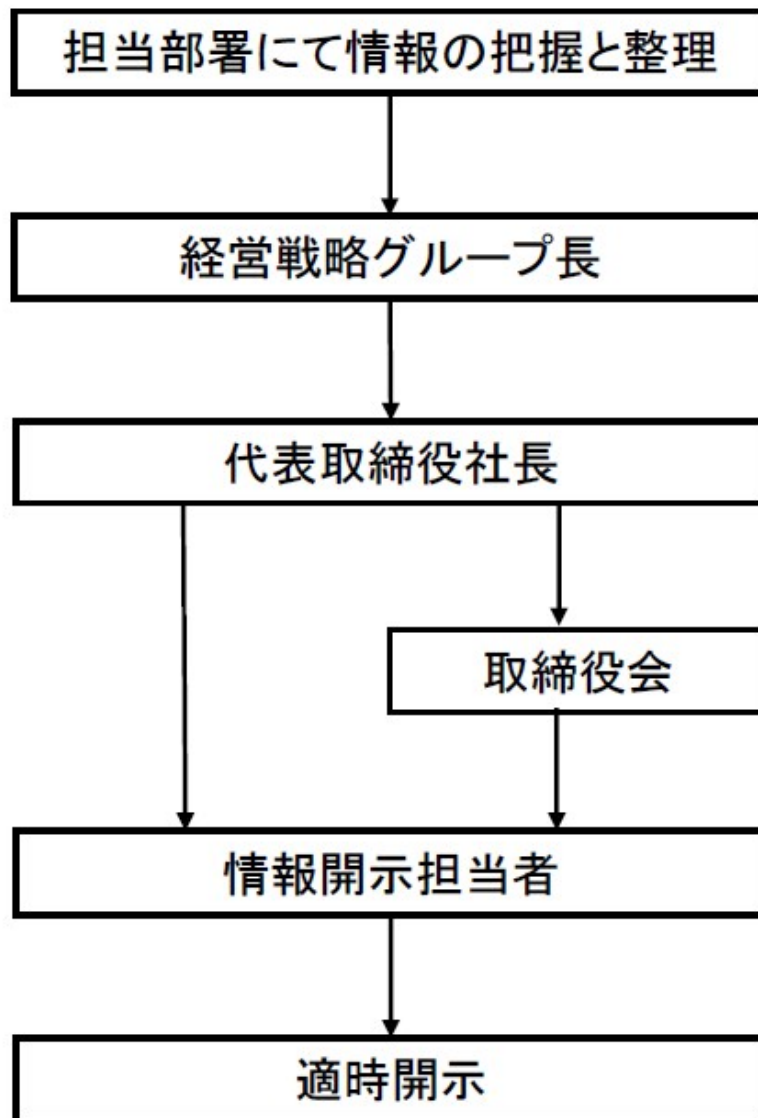 担当部署にて情報の把握と整理
経営戦略グループ長
代表取締役社長
取締役会
情報開示担当者
適時開示